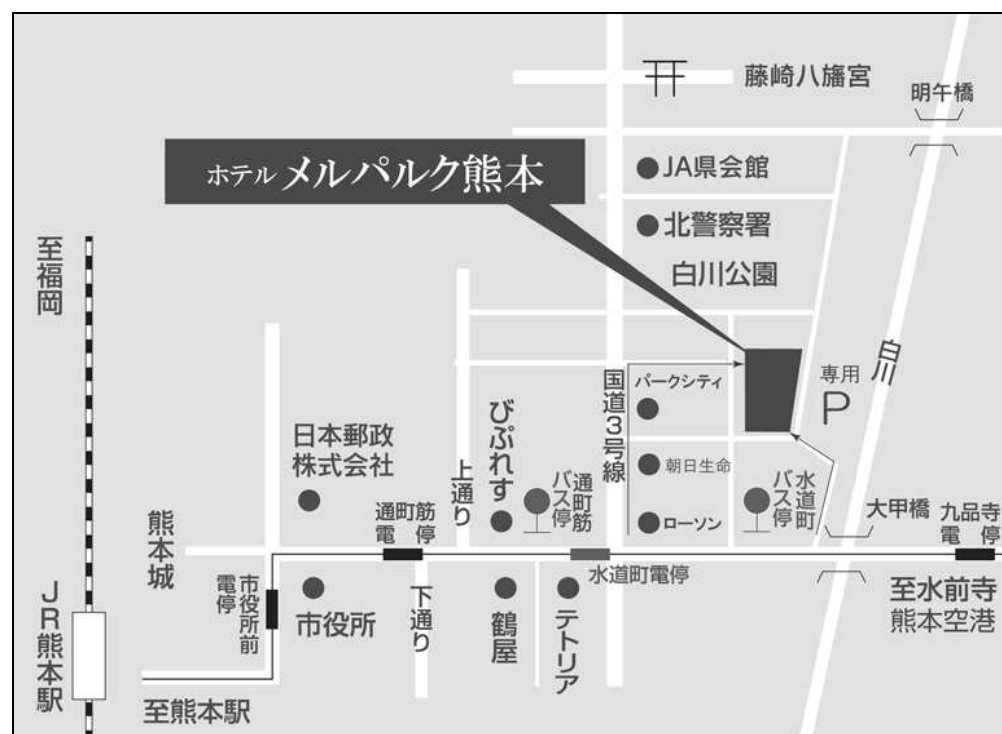 藤崎八旛宮
明午橋
ホテル メルパルク熊本
JA県会館
北警察署
白川公園
至福岡
白川
国道3号線
パークシティ
専用
P
びぷれす
日本郵政
株式会社
上通り
通町筋
バス停
朝日生命
水道町
バス停
大甲橋
九品寺
電停
通町筋
電停
ローソン
熊本城
水道町電停
市役所前
電停
市役所
下通り
鶴屋
テトリア
至水前寺
熊本空港
JR熊本駅
至熊本駅